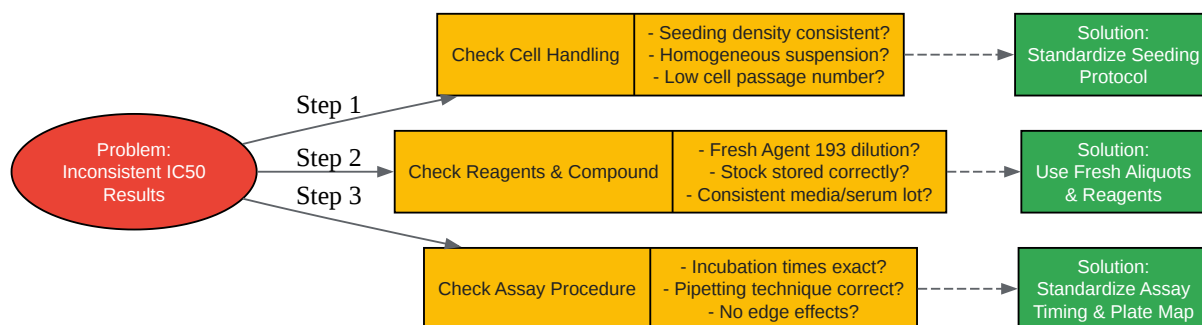 Problem:
Inconsistent IC50
Results
Step 1
Check Cell Handling
- Seeding density consistent?
- Homogeneous suspension?
- Low cell passage number?
Solution:
Standardize Seeding
Protocol
Step 2
Check Reagents & Compound
- Fresh Agent 193 dilution?
- Stock stored correctly?
- Consistent media/serum lot?
Solution:
Use Fresh Aliquots
& Reagents
Step 3
Check Assay Procedure
- Incubation times exact?
- Pipetting technique correct?
- No edge effects?
Solution:
Standardize Assay
Timing & Plate Map